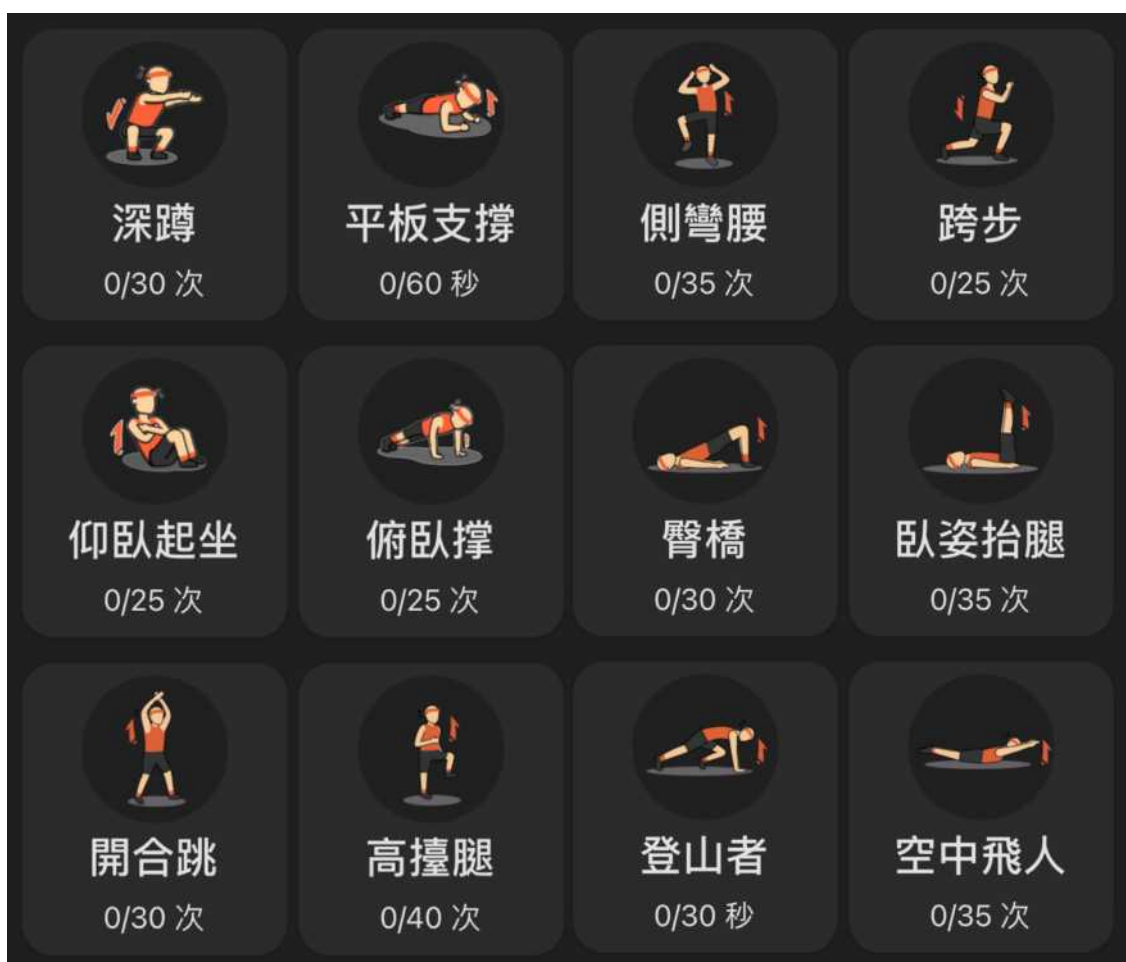 深蹲
0/30 次
平板支撐
0/60 秒
側彎腰
0/35 次
跨步
0/25 次
仰臥起坐
0/25 次
俯臥撑
0/25 次
臀橋
0/30 次
臥姿抬腿
0/35 次
開合跳
0/30 次
高擡腿
0/40 次
登山者
0/30 秒
空中飛人
0/35 次